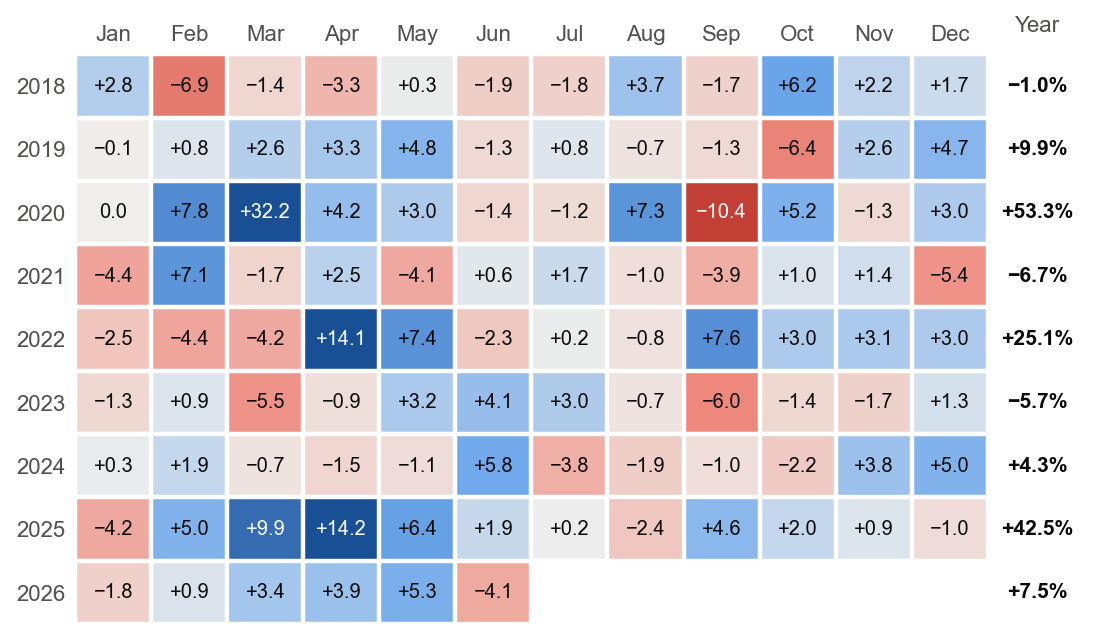 Jan Feb Mar Apr May Jun Jul Aug Sep Oct Nov Dec Year
2018 +2.8 −6.9 −1.4 −3.3 +0.3 −1.9 −1.8 +3.7 −1.7 +6.2 +2.2 +1.7 −1.0%
2019 −0.1 +0.8 +2.6 +3.3 +4.8 −1.3 +0.8 −0.7 −1.3 −6.4 +2.6 +4.7 +9.9%
2020 0.0 +7.8 +32.2 +4.2 +3.0 −1.4 −1.2 +7.3 −10.4 +5.2 −1.3 +3.0 +53.3%
2021 −4.4 +7.1 −1.7 +2.5 −4.1 +0.6 +1.7 −1.0 −3.9 +1.0 +1.4 −5.4 −6.7%
2022 −2.5 −4.4 −4.2 +14.1 +7.4 −2.3 +0.2 −0.8 +7.6 +3.0 +3.1 +3.0 +25.1%
2023 −1.3 +0.9 −5.5 −0.9 +3.2 +4.1 +3.0 −0.7 −6.0 −1.4 −1.7 +1.3 −5.7%
2024 +0.3 +1.9 −0.7 −1.5 −1.1 +5.8 −3.8 −1.9 −1.0 −2.2 +3.8 +5.0 +4.3%
2025 −4.2 +5.0 +9.9 +14.2 +6.4 +1.9 +0.2 −2.4 +4.6 +2.0 +0.9 −1.0 +42.5%
2026 −1.8 +0.9 +3.4 +3.9 +5.3 −4.1 +7.5%